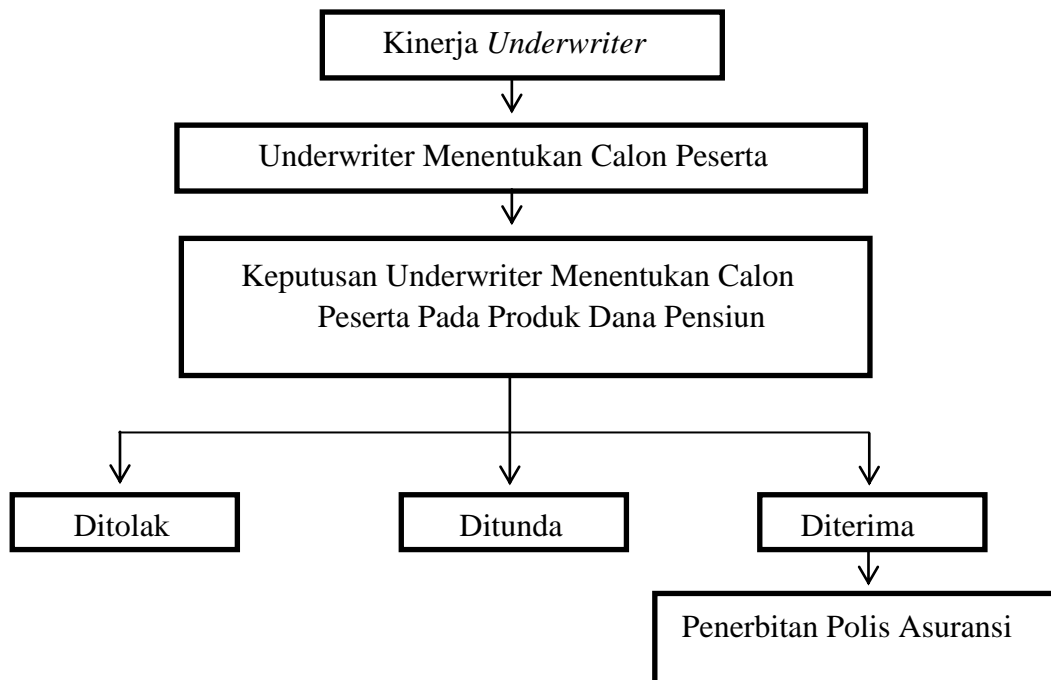 Kinerja Underwriter
Underwriter Menentukan Calon Peserta
Keputusan Underwriter Menentukan Calon
Peserta Pada Produk Dana Pensiun
Ditolak
Ditunda
Diterima
Penerbitan Polis Asuransi